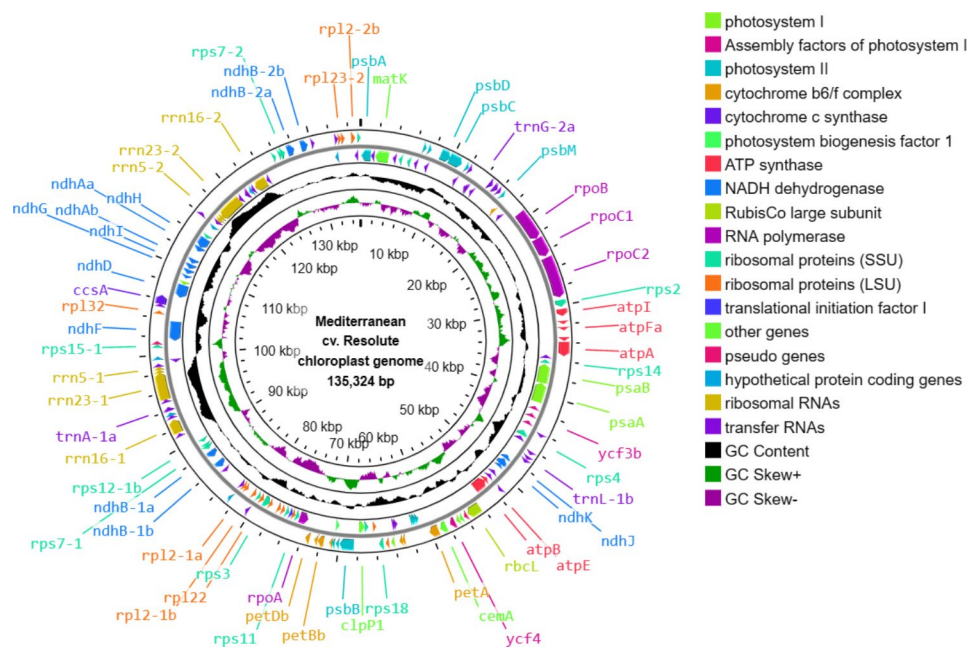 rpl2-2b
rps7-2
psbA
ndhB-2b
rpl23-2
matK
ndhB-2a
psbD
psbC
rrn16-2
trnG-2a
psbM
rrn23-2
rrn5-2
rpoB
ndhAa
ndhH
rpoC1
ndhG
ndhAb
ndhI
rpoC2
ndhD
ccsA
rps2
rpl32
atpI
ndhF
atpFa
rps15-1
atpA
rrn5-1
rps14
rrn23-1
psaB
psaA
trnA-1a
ycf3b
rrn16-1
rps4
rps12-1b
trnL-1b
ndhB-1a
ndhK
rps7-1
ndhB-1b
ndhJ
rpl2-1a
atpB
rps3
rbcL
atpE
rpl22
rpl2-1b
rpoA
petA
petDb
psbB
rps18
cemA
rps11
petBb
clpP1
ycf4
130 kbp
10 kbp
120 kbp
20 kbp
110 kbp
30 kbp
100 kbp
40 kbp
90 kbp
50 kbp
80 kbp
70 kbp
60 kbp
Mediterranean
cv. Resolute
chloroplast genome
135,324 bp
photosystem I
Assembly factors of photosystem I
photosystem II
cytochrome b6/f complex
cytochrome c synthase
photosystem biogenesis factor 1
ATP synthase
NADH dehydrogenase
RubisCo large subunit
RNA polymerase
ribosomal proteins (SSU)
ribosomal proteins (LSU)
translational initiation factor I
other genes
pseudo genes
hypothetical protein coding genes
ribosomal RNAs
transfer RNAs
GC Content
GC Skew+
GC Skew-